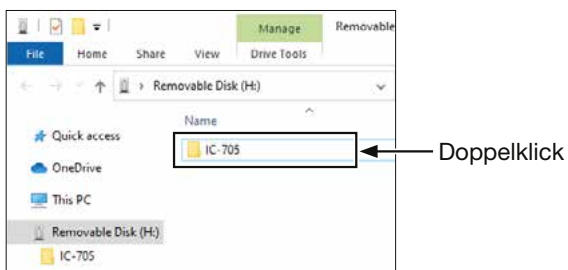 Manage Removable
File Home Share View Drive Tools
Removable Disk (H:)
Name
Quick access
IC-705
Doppelklick
OneDrive
This PC
Removable Disk (H:)
IC-705